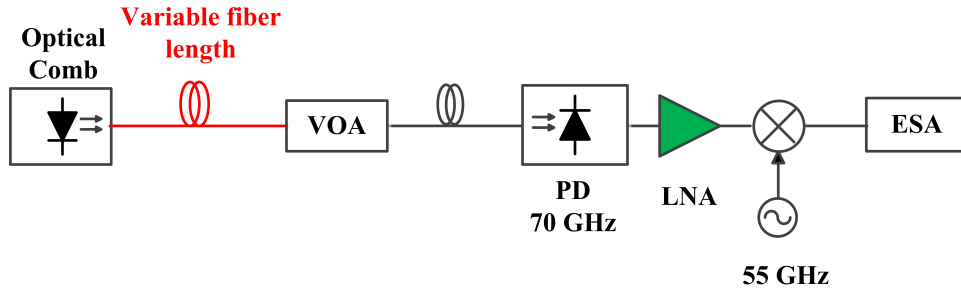 Variable fiber
length
Optical
Comb
VOA
ESA
PD
70 GHz
LNA
55 GHz